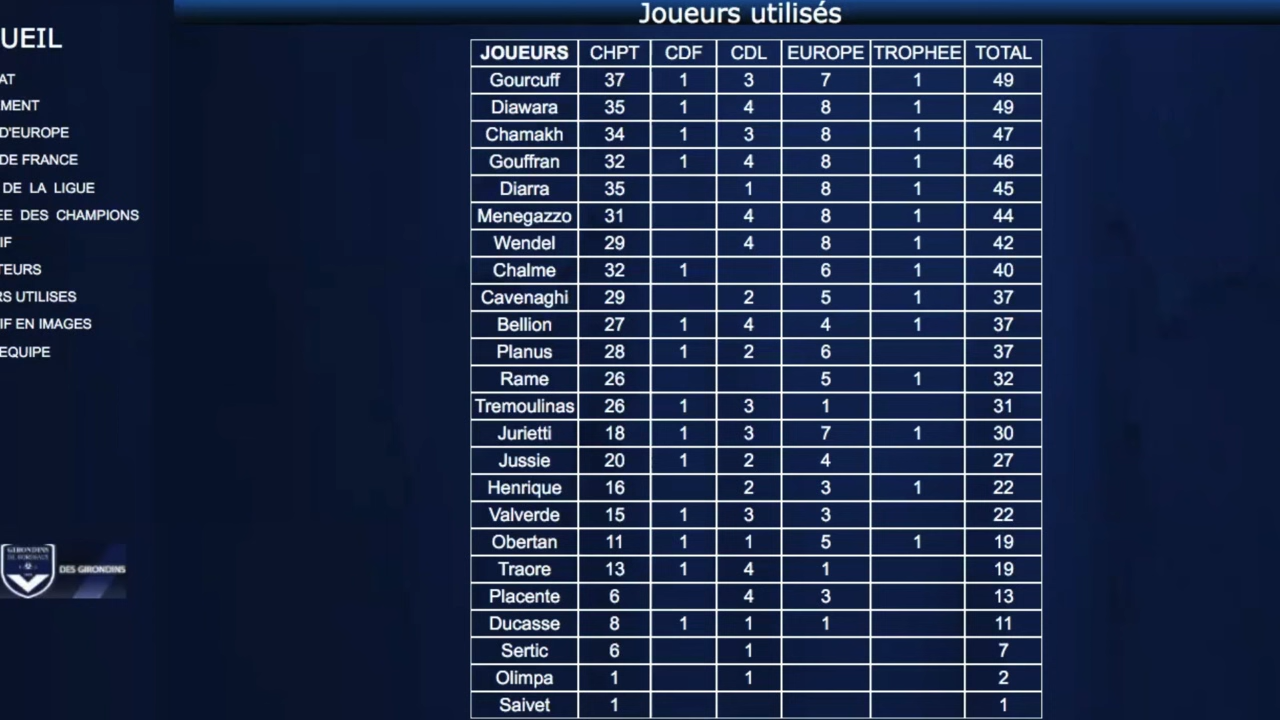 Joueurs utilisés
UEIL
AT
MENT
D'EUROPE
DE FRANCE
DE LA LIGUE
EE DES CHAMPIONS
IF
TEURS
RS UTILISES
IF EN IMAGES
EQUIPE
GIRONDINS
DE BORDEAUX
DES GIRONDINS
JOUEURS CHPT CDF CDL EUROPE TROPHEE TOTAL
Gourcuff 37 1 3 7 1 49
Diawara 35 1 4 8 1 49
Chamakh 34 1 3 8 1 47
Gouffran 32 1 4 8 1 46
Diarra 35 1 8 1 45
Menegazzo 31 4 8 1 44
Wendel 29 4 8 1 42
Chalme 32 1 6 1 40
Cavenaghi 29 2 5 1 37
Bellion 27 1 4 4 1 37
Planus 28 1 2 6 37
Rame 26 5 1 32
Tremoulinas 26 1 3 1 31
Jurietti 18 1 3 7 1 30
Jussie 20 1 2 4 27
Henrique 16 2 3 1 22
Valverde 15 1 3 3 22
Obertan 11 1 1 5 1 19
Traore 13 1 4 1 19
Placente 6 4 3 13
Ducasse 8 1 1 1 11
Sertic 6 1 7
Olimpa 1 1 2
Saivet 1 1